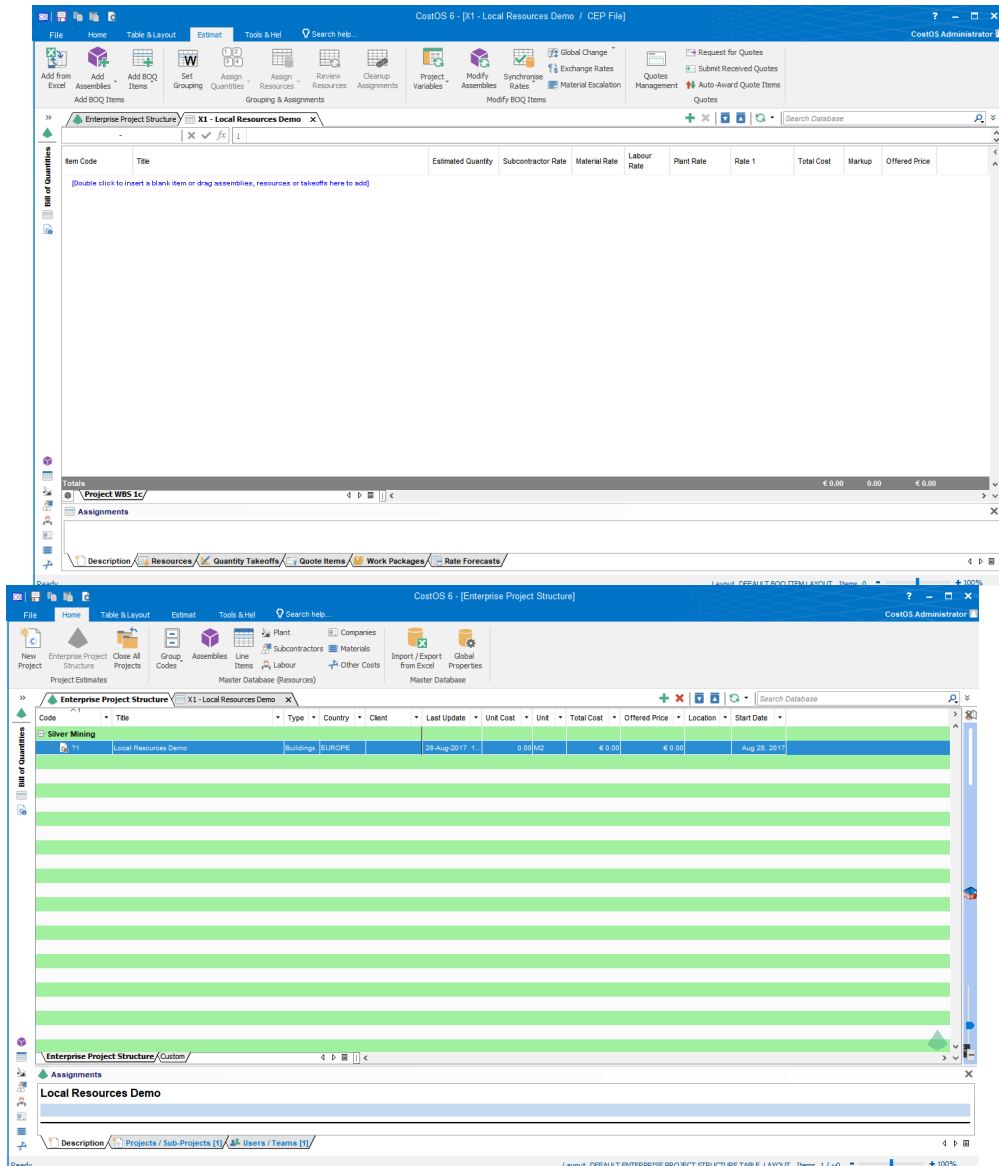 CostOS 6 - [X1 - Local Resources Demo / CEP File]
File Home Table & Layout Estimat Tools & Hel Search help... CostOS Administrator
Add from Excel
Add Assemblies
Add BOQ Items
Set Grouping
Assign Quantities
Assign Resources
Review Resources
Cleanup Assignments
Project Variables
Modify Assemblies
Synchronise Rates
Global Change
Exchange Rates
Material Escalation
Quotes Management
Request for Quotes
Submit Received Quotes
Auto-Award Quote Items
Add BOQ Items Grouping & Assignments Modify BOQ Items Quotes
Enterprise Project Structure X1 - Local Resources Demo x Search Database
- fx 1
Bill of Quantities
Item Code Title Estimated Quantity Subcontractor Rate Material Rate Labour Rate Plant Rate Rate 1 Total Cost Markup Offered Price
[Double click to insert a blank item or drag assemblies, resources or takeoffs here to add]
Totals € 0.00 0.00 € 0.00
Project WBS 1c
Assignments
Description Resources Quantity Takeoffs Quote Items Work Packages Rate Forecasts
Ready Layout DEFAULT BOQ ITEM LAYOUT Items 0 100%
CostOS 6 - [Enterprise Project Structure]
File Home Table & Layout Estimat Tools & Hel Search help... CostOS Administrator
New Project
Enterprise Project Structure
Close All Projects
Group Codes
Assemblies
Line Items
Plant
Subcontractors
Labour
Companies
Materials
Other Costs
Import / Export from Excel
Global Properties
Project Estimates Master Database (Resources) Master Database
Enterprise Project Structure X1 - Local Resources Demo x Search Database
Bill of Quantities
Code Title Type Country Client Last Update Unit Cost Unit Total Cost Offered Price Location Start Date
Silver Mining
?1 Local Resources Demo Buildings EUROPE 28-Aug-2017 1... 0.00 M2 € 0.00 € 0.00 Aug 28, 2017
Enterprise Project Structure Custom
Assignments
Local Resources Demo
Description Projects / Sub-Projects [1] Users / Teams [1]
Ready Layout DEFAULT ENTERPRISE PROJECT STRUCTURE TABLE LAYOUT Items 1 / ~0 100%